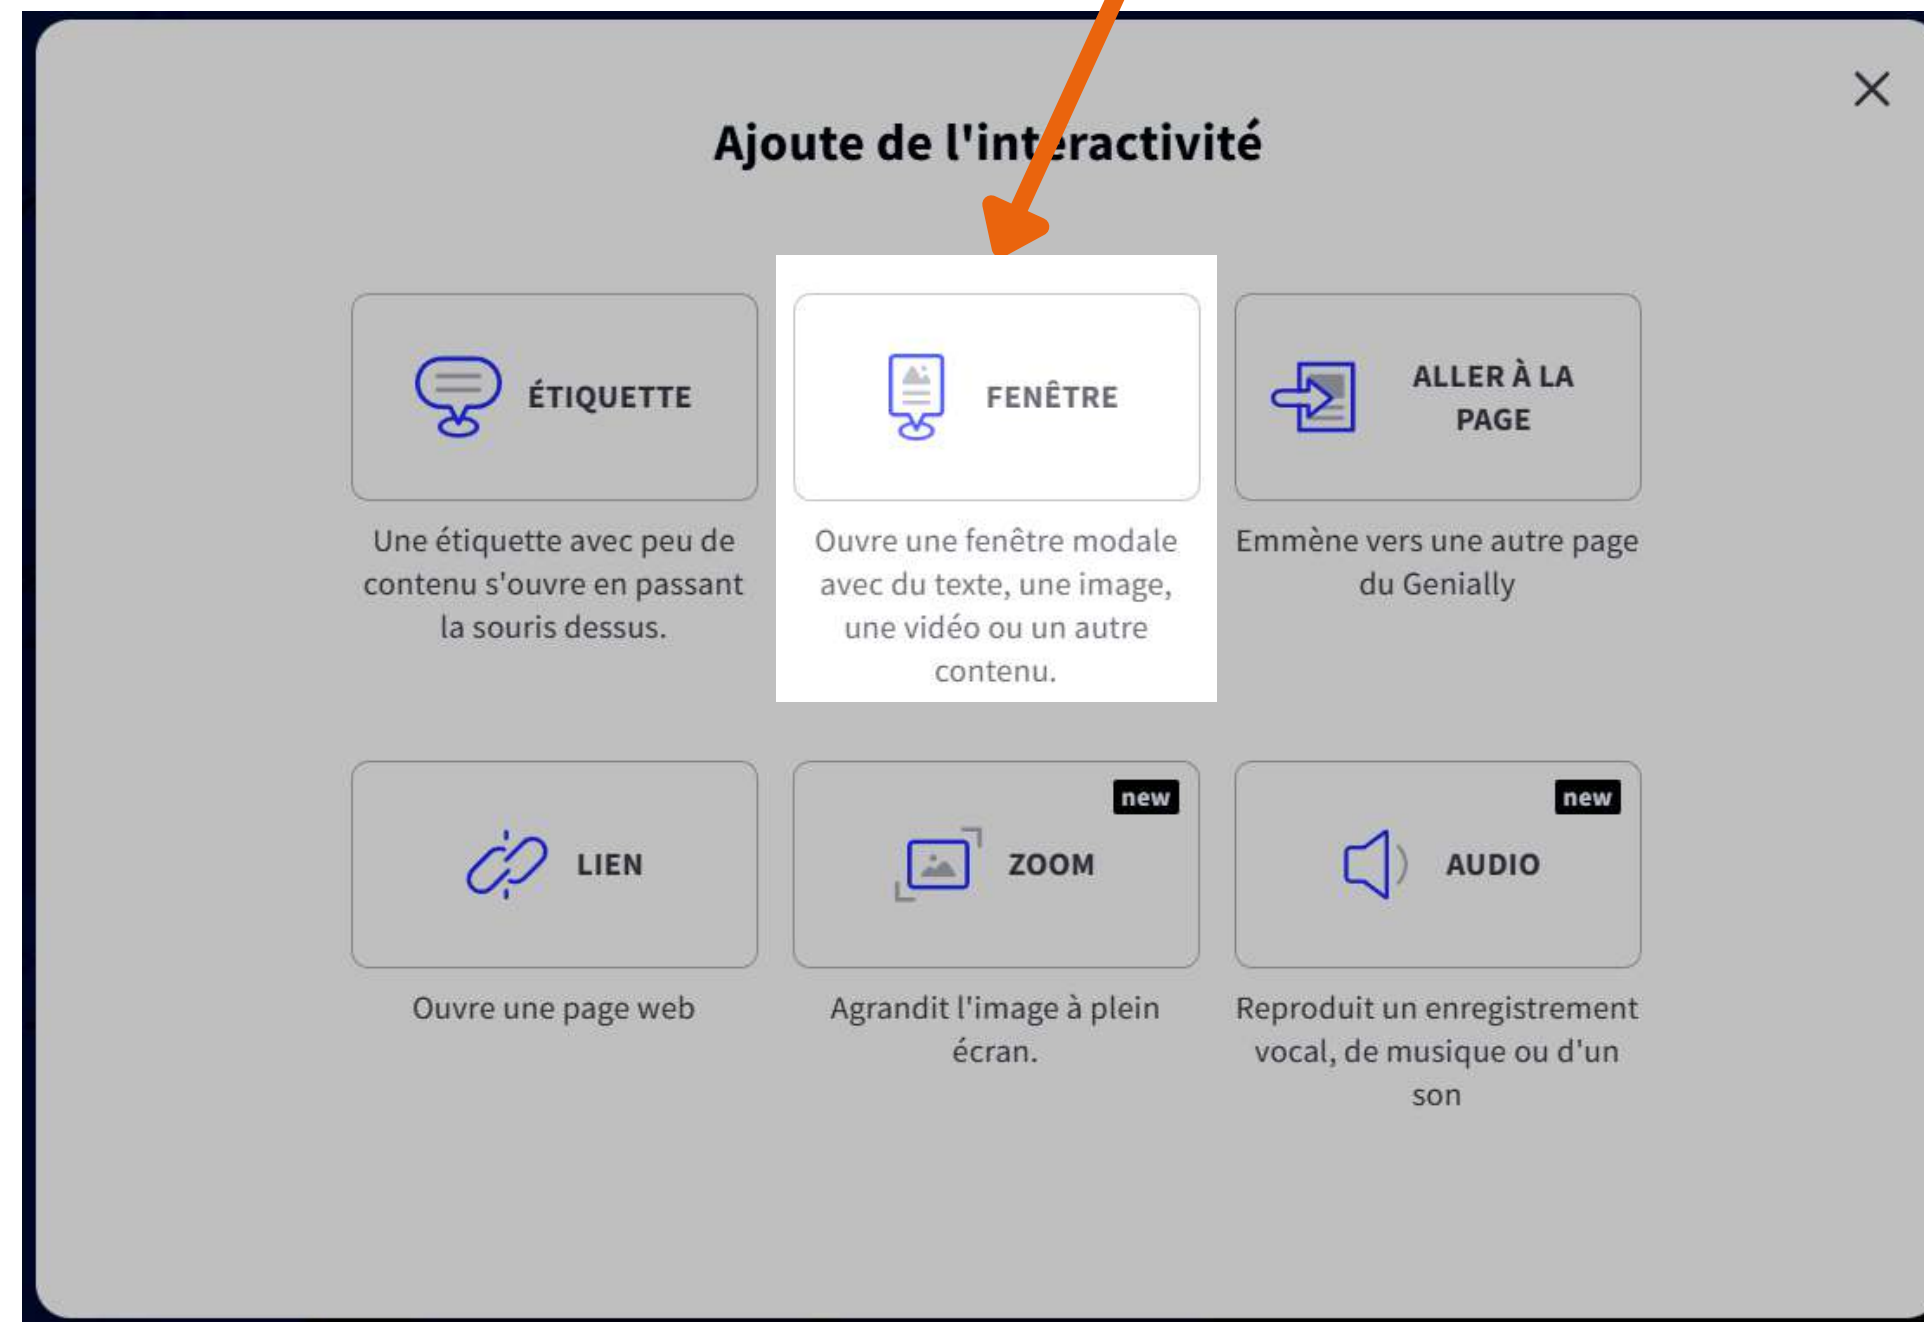 Ajoute de l'interactivité
ÉTIQUETTE
Une étiquette avec peu de
contenu s'ouvre en passant
la souris dessus.
FENÊTRE
Ouvre une fenêtre modale
avec du texte, une image,
une vidéo ou un autre
contenu.
ALLER À LA
PAGE
Emmène vers une autre page
du Genially
LIEN
Ouvre une page web
new
ZOOM
Agrandit l'image à plein
écran.
new
AUDIO
Reproduit un enregistrement
vocal, de musique ou d'un
son